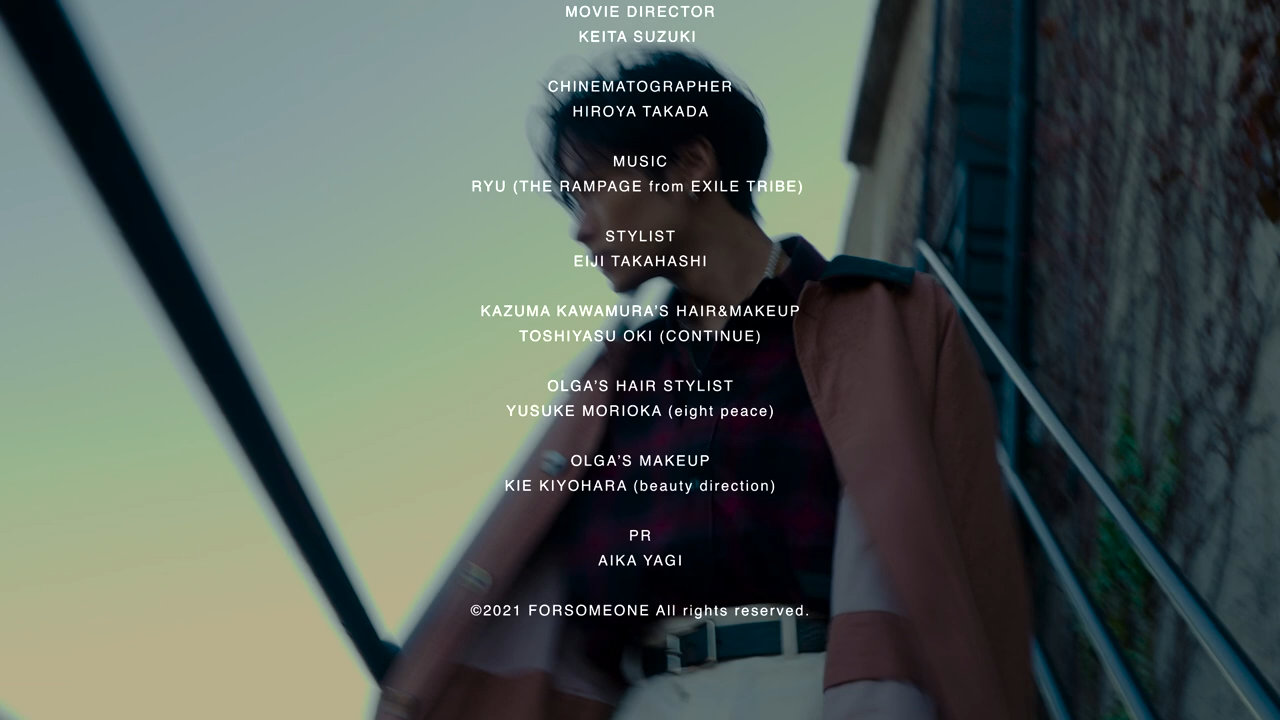 MOVIE DIRECTOR
KEITA SUZUKI
CHINEMATOGRAPHER
HIROYA TAKADA
MUSIC
RYU (THE RAMPAGE from EXILE TRIBE)
STYLIST
EIJI TAKAHASHI
KAZUMA KAWAMURA'S HAIR&MAKEUP
TOSHIYASU OKI (CONTINUE)
OLGA'S HAIR STYLIST
YUSUKE MORIOKA (eight peace)
OLGA'S MAKEUP
KIE KIYOHARA (beauty direction)
PR
AIKA YAGI
©2021 FORSOMEONE All rights reserved.